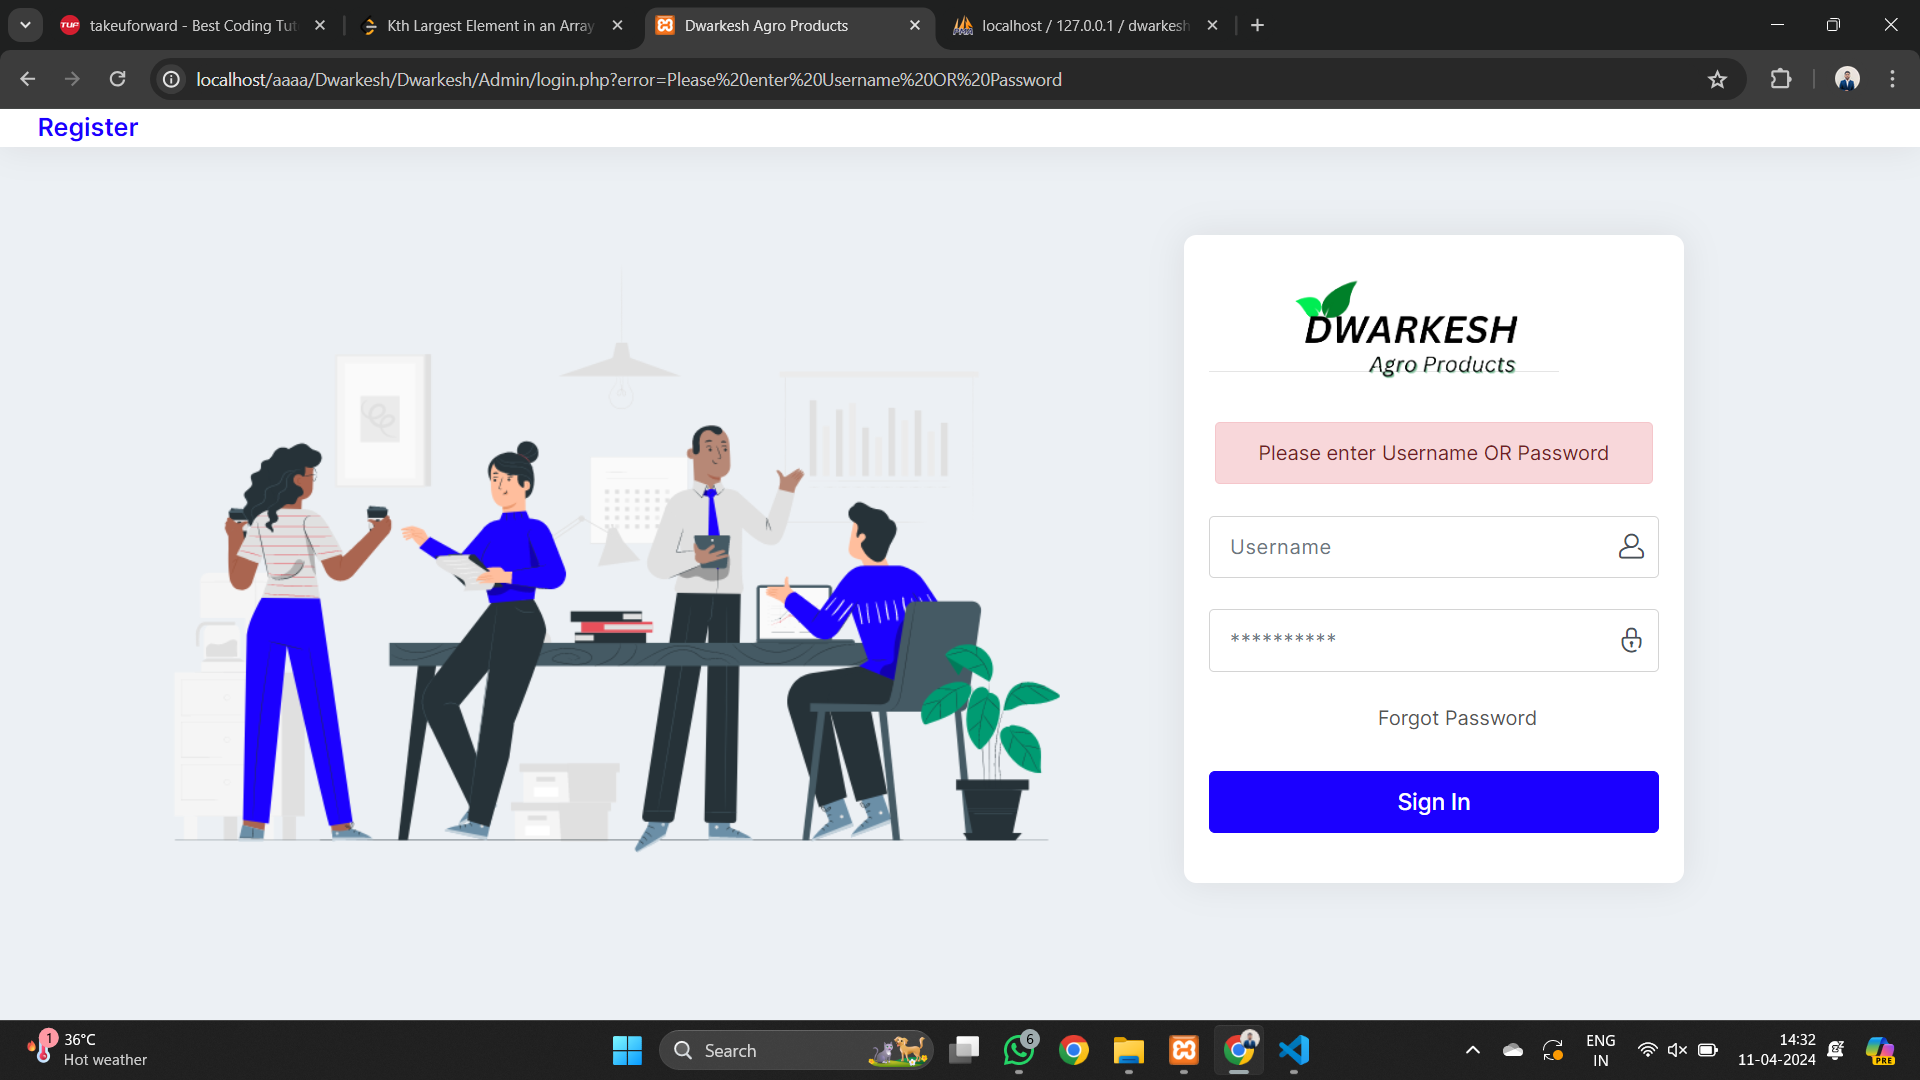 TUF takeuforward - Best Coding Tut
Kth Largest Element in an Array
Dwarkesh Agro Products
localhost / 127.0.0.1 / dwarkesh
localhost/aaaa/Dwarkesh/Dwarkesh/Admin/login.php?error=Please%20enter%20Username%20OR%20Password
Register
DWARKESH
Agro Products
Please enter Username OR Password
Username
**********
Forgot Password
Sign In
1
36°C
Hot weather
Search
6
ENG
IN
14:32
11-04-2024
PRE